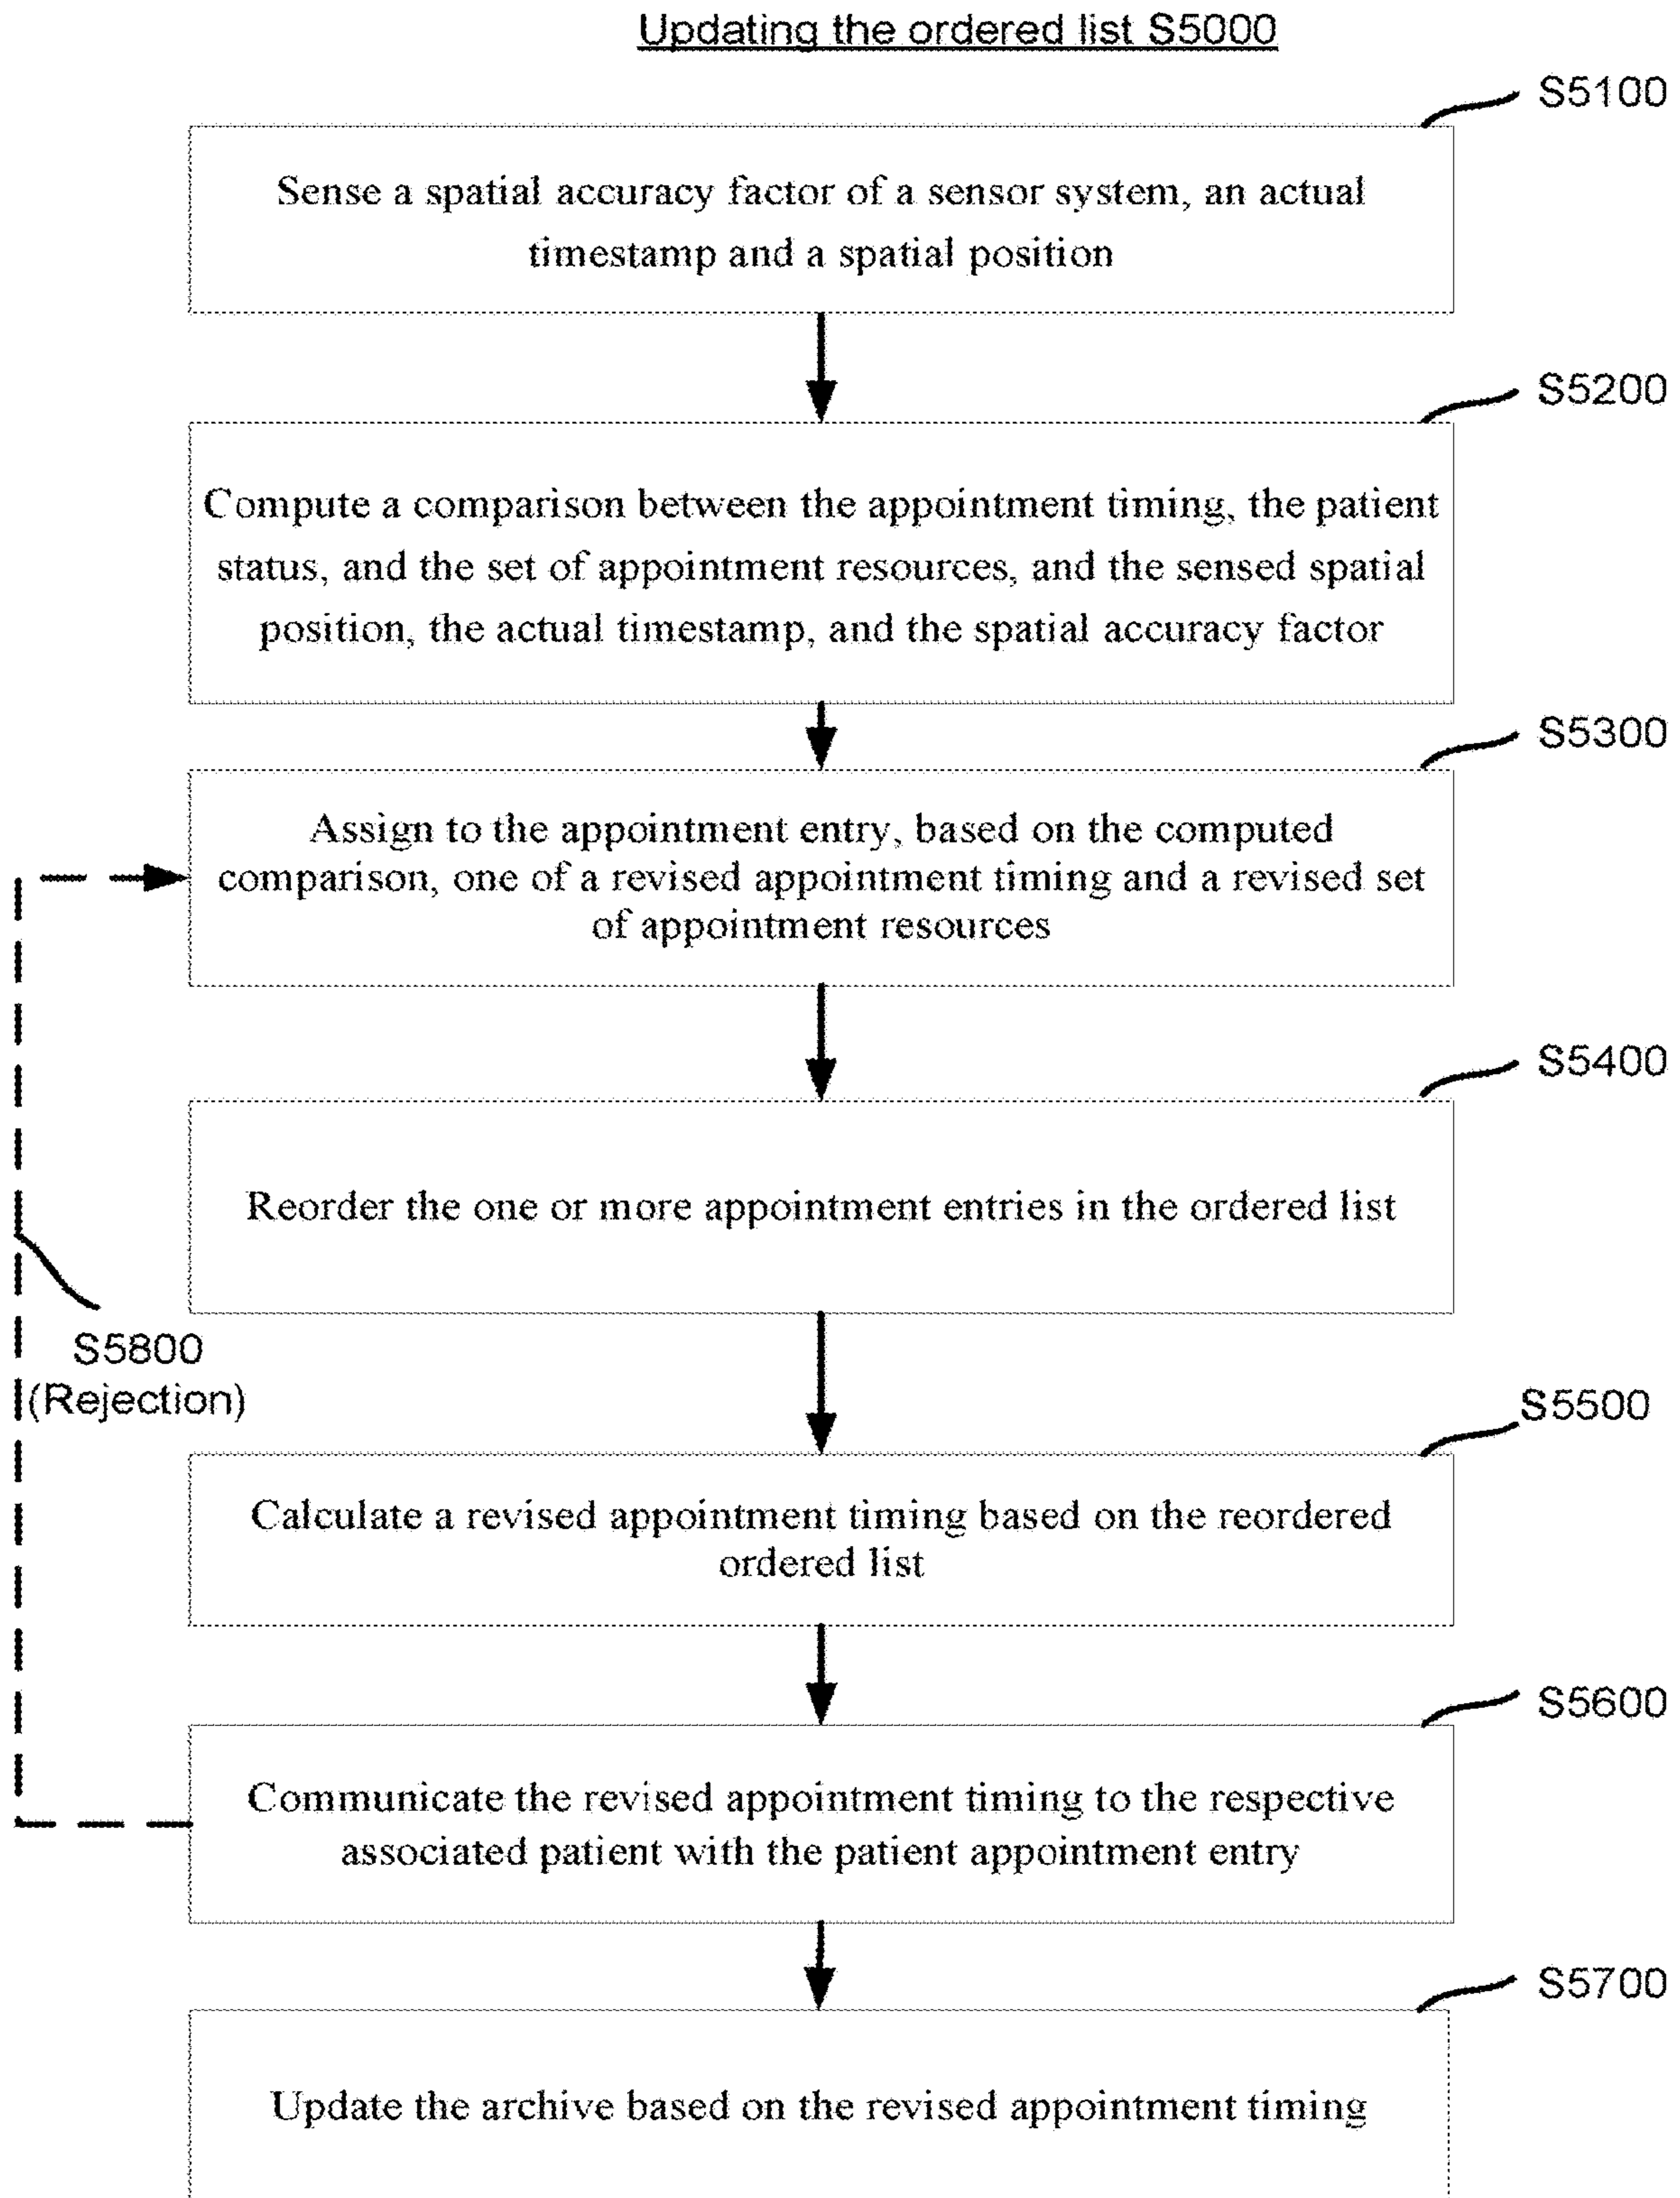 Updating the ordered list S5000
S5100
Sense a spatial accuracy factor of a sensor system, an actual
timestamp and a spatial position
S5200
Compute a comparison between the appointment timing, the patient
status, and the set of appointment resources, and the sensed spatial
position, the actual timestamp, and the spatial accuracy factor
S5300
Assign to the appointment entry, based on the computed
comparison, one of a revised appointment timing and a revised set
of appointment resources
S5400
Reorder the one or more appointment entries in the ordered list
S5800
(Rejection)
S5500
Calculate a revised appointment timing based on the reordered
ordered list
S5600
Communicate the revised appointment timing to the respective
associated patient with the patient appointment entry
S5700
Update the archive based on the revised appointment timing